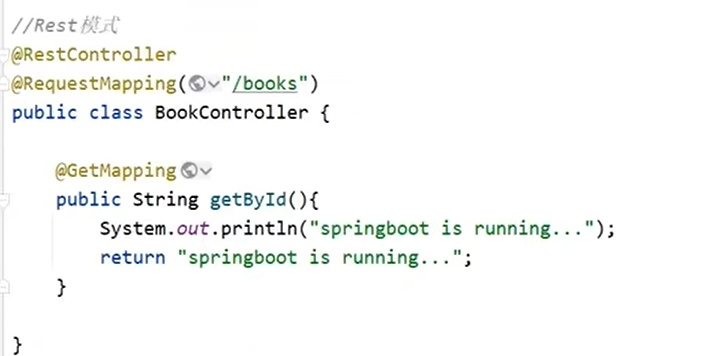 //Rest模式
@RestController
@RequestMapping("/books")
public class BookController {
@GetMapping
public String getById(){
System.out.println("springboot is running...");
return "springboot is running...";
}
}